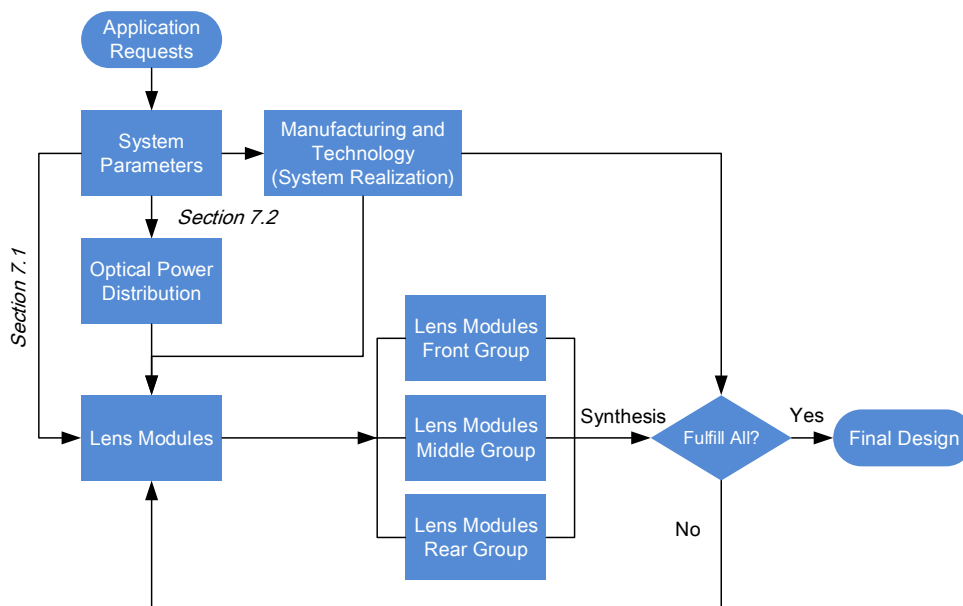 Application
Requests
System
Parameters
Manufacturing and
Technology
(System Realization)
Section 7.2
Section 7.1
Optical Power
Distribution
Lens Modules
Front Group
Lens Modules
Lens Modules
Middle Group
Synthesis
Fulfill All?
Yes
Final Design
Lens Modules
Rear Group
No